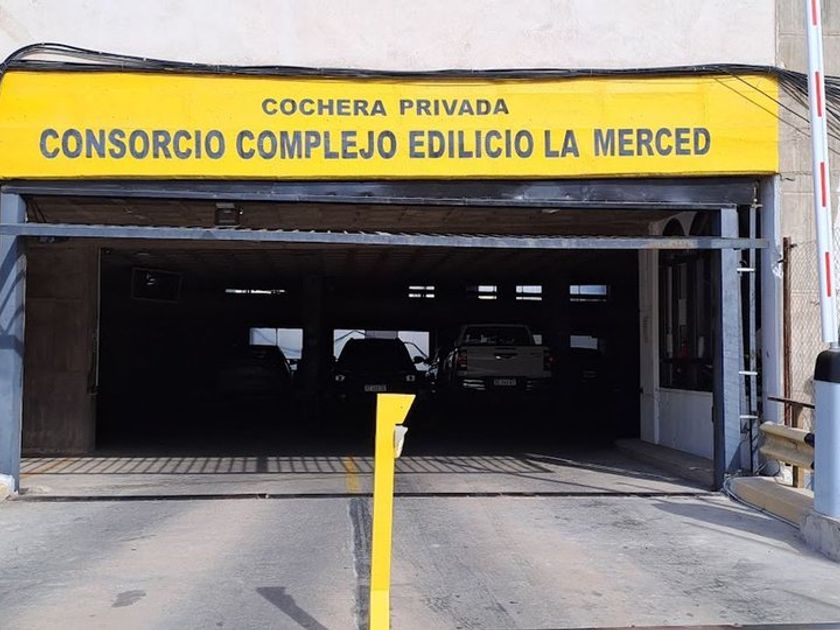 COCHERA PRIVADA
CONSORCIO COMPLEJO EDILICIO LA MERCED